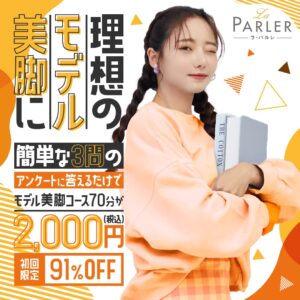 La
PARLER
ラ・パルレ
理想の
モデル
美脚に
簡単な3問の
アンケートに答えるだけで
モデル美脚コース70分が
2,000円
(税込)
初回
限定
91%OFF
THE COTTON